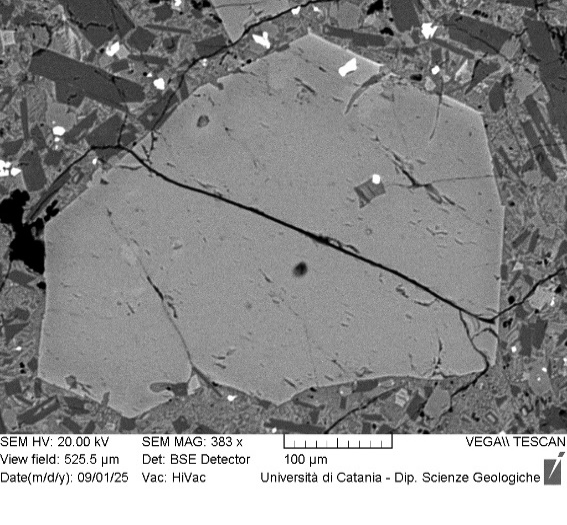 SEM HV: 20.00 kV SEM MAG: 383 x VEGA\\ TESCAN
View field: 525.5 µm Det: BSE Detector 100 µm
Date(m/d/y): 09/01/25 Vac: HiVac Università di Catania - Dip. Scienze Geologiche